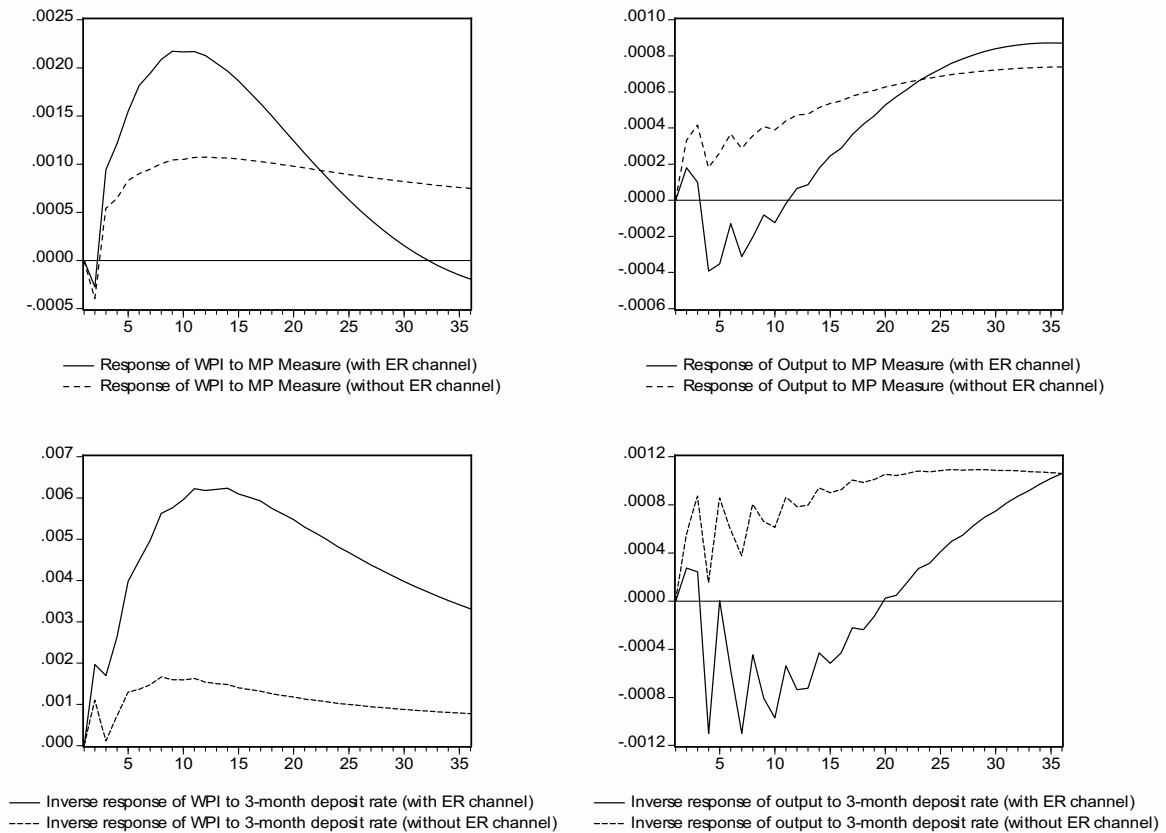 .0025
.0020
.0015
.0010
.0005
.0000
-.0005
5 10 15 20 25 30 35
Response of WPI to MP Measure (with ER channel)
Response of WPI to MP Measure (without ER channel)
.0010
.0008
.0006
.0004
.0002
.0000
-.0002
-.0004
-.0006
5 10 15 20 25 30 35
Response of Output to MP Measure (with ER channel)
Response of Output to MP Measure (without ER channel)
.007
.006
.005
.004
.003
.002
.001
.000
5 10 15 20 25 30 35
Inverse response of WPI to 3-month deposit rate (with ER channel)
Inverse response of WPI to 3-month deposit rate (without ER channel)
.0012
.0008
.0004
.0000
-.0004
-.0008
-.0012
5 10 15 20 25 30 35
Inverse response of output to 3-month deposit rate (with ER channel)
Inverse response of output to 3-month deposit rate (without ER channel)